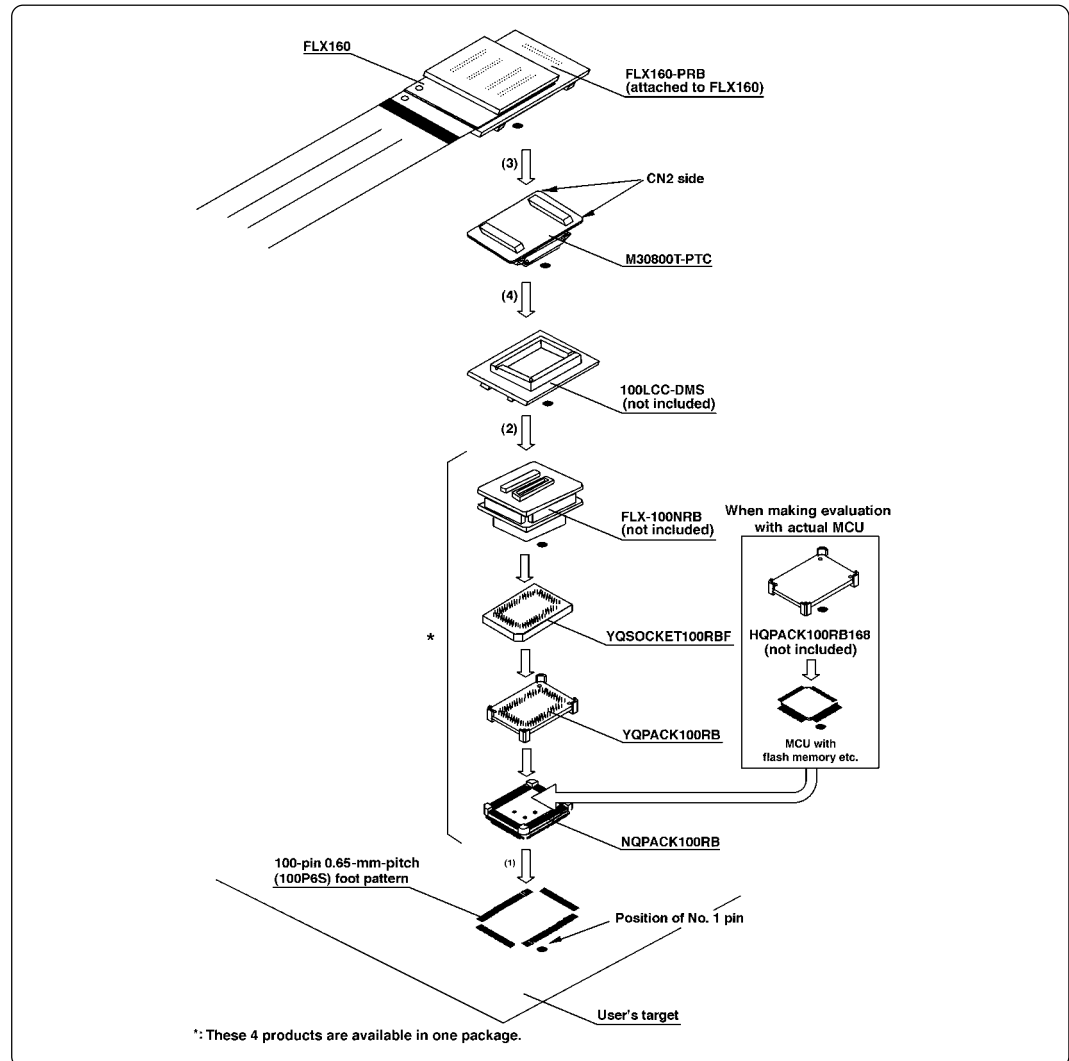 FLX160
FLX160-PRB
(attached to FLX160)
(3)
CN2 side
M30800T-PTC
(4)
100LCC-DMS
(not included)
(2)
FLX-100NRB
(not included)
When making evaluation
with actual MCU
HQPACK100RB168
(not included)
MCU with
flash memory etc.
*
YQSOCKET100RBF
YQPACK100RB
NQPACK100RB
(1)
100-pin 0.65-mm-pitch
(100P6S) foot pattern
Position of No. 1 pin
User's target
*: These 4 products are available in one package.